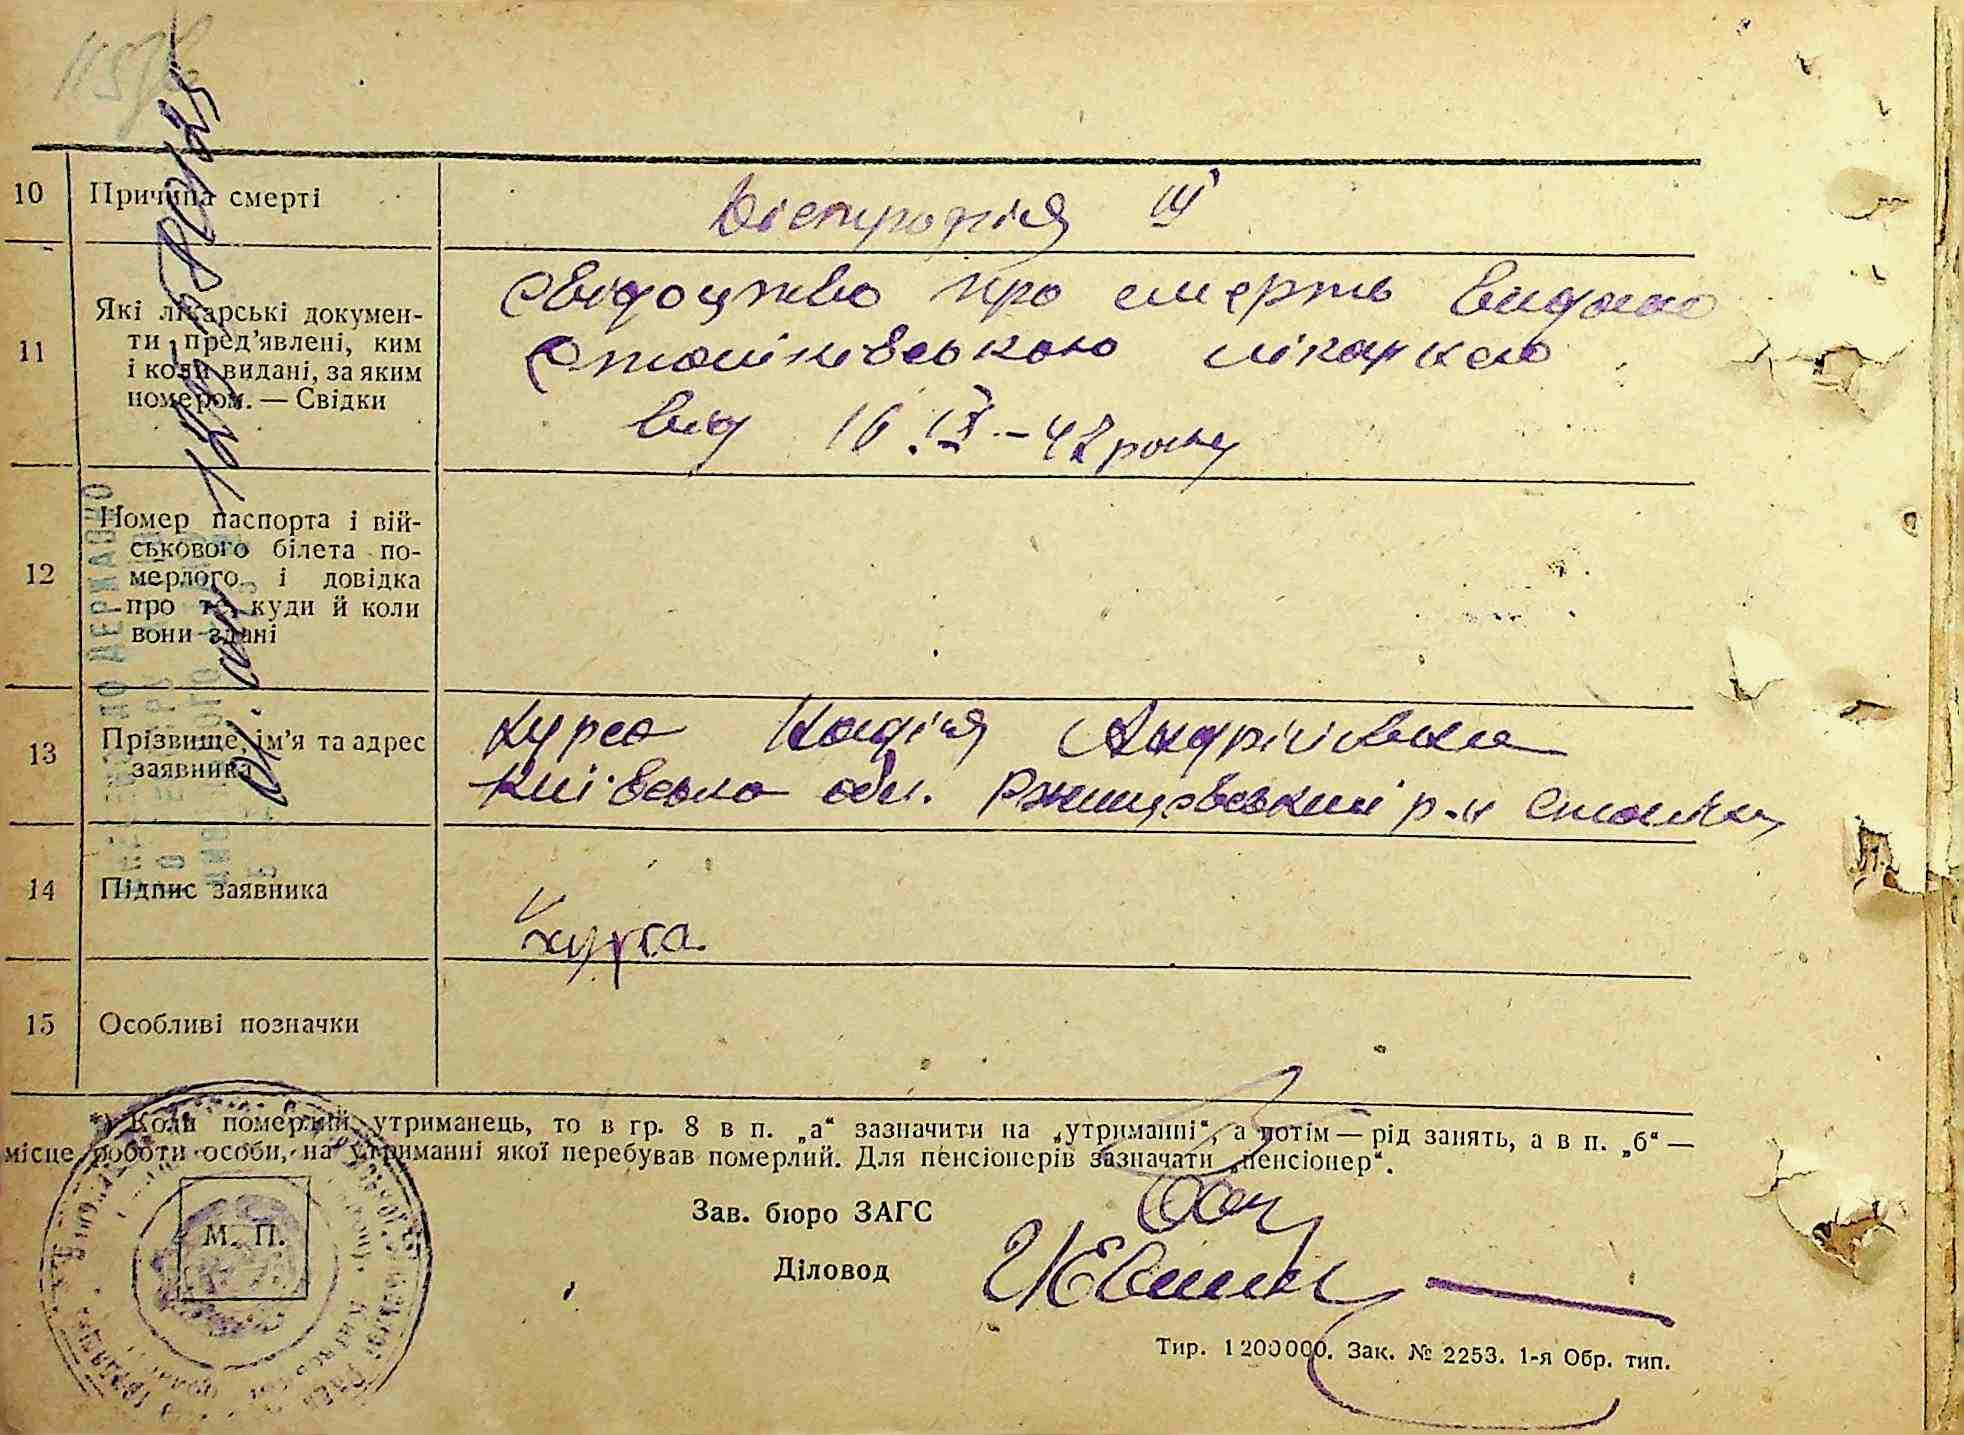 10 Причина смерті
Дістрофія III
11 Які лікарські докумен-
ти пред’явлені, ким
і коли видані, за яким
номером. — Свідки
Свідоцтво про смерть видано
лікаркою
від 16.IX – 42 року
12 Номер паспорта і вій-
ськового білета по-
мерлого і довідка
про те, куди й коли
вони здані
13 Прізвище, ім’я та адрес
заявника
Курса Надія Андріївна
Київська обл. Ржищевський р-н
14 Підпис заявника
Курса
15 Особливі позначки
*) Коли померлий утриманець, то в гр. 8 в п. „а“ зазначити на „утриманні“, а потім — рід занять, а в п. „б“ —
місце роботи особи, на утриманні якої перебував померлий. Для пенсіонерів зазначати „пенсіонер“.
М. П.
Зав. бюро ЗАГС
Діловод
Тир. 1200000. Зак. № 2253. 1-я Обр. тип.